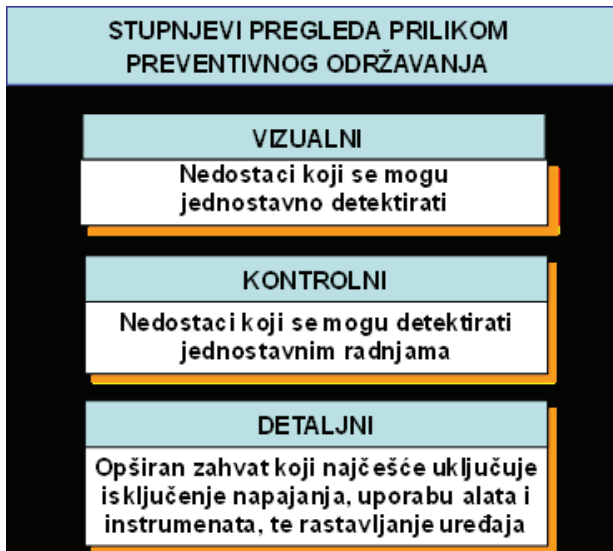 STUPNJEVI PREGLEDA PRILIKOM
PREVENTIVNOG ODRŽAVANJA
VIZUALNI
Nedostaci koji se mogu
jednostavno detektirati
KONTROLNI
Nedostaci koji se mogu detektirati
jednostavnim radnjama
DETALJNI
Opširan zahvat koji najčešće uključuje
isključenje napajanja, uporabu alata i
instrumenata, te rastavljanje uređaja